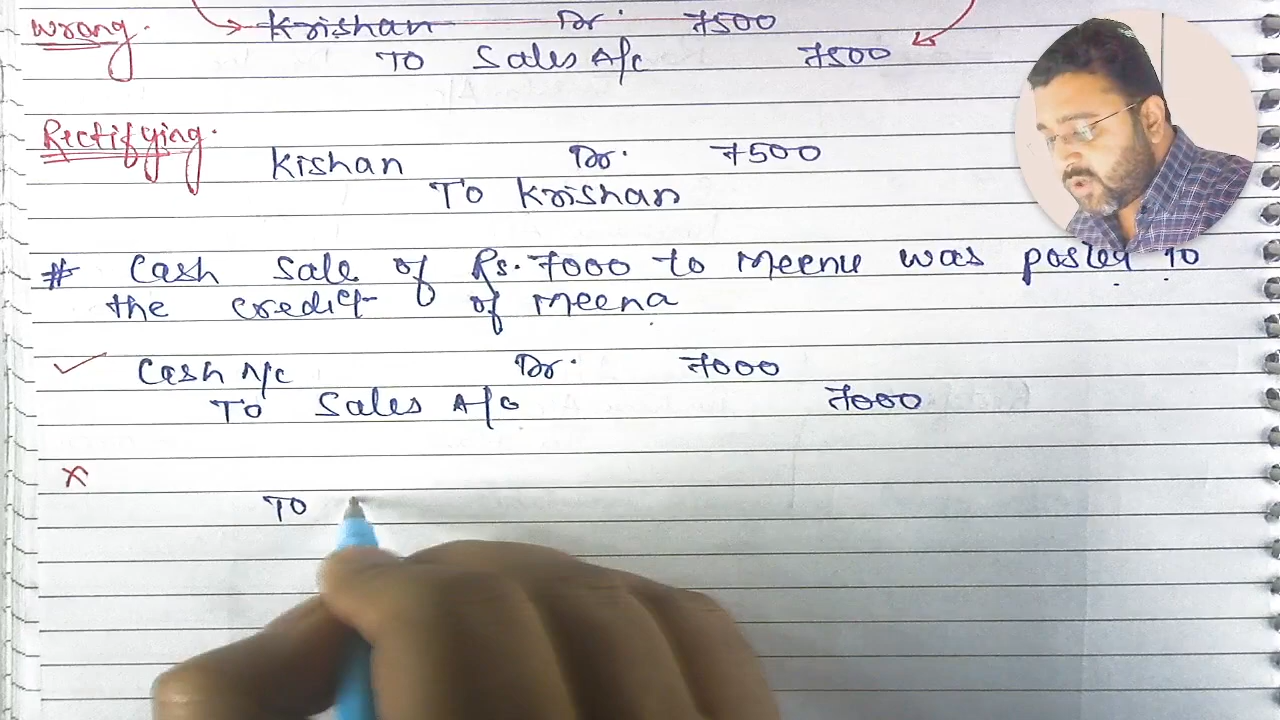 Wrong. Krishan Dr. 7500
To Sales A/c 7500
Rectifying.
Kishan Dr. 7500
To Krishan
# Cash sale of Rs. 7000 to Meenu was posted to
the credit of Meena
✓ Cash A/c Dr. 7000
To Sales A/c 7000
×
To